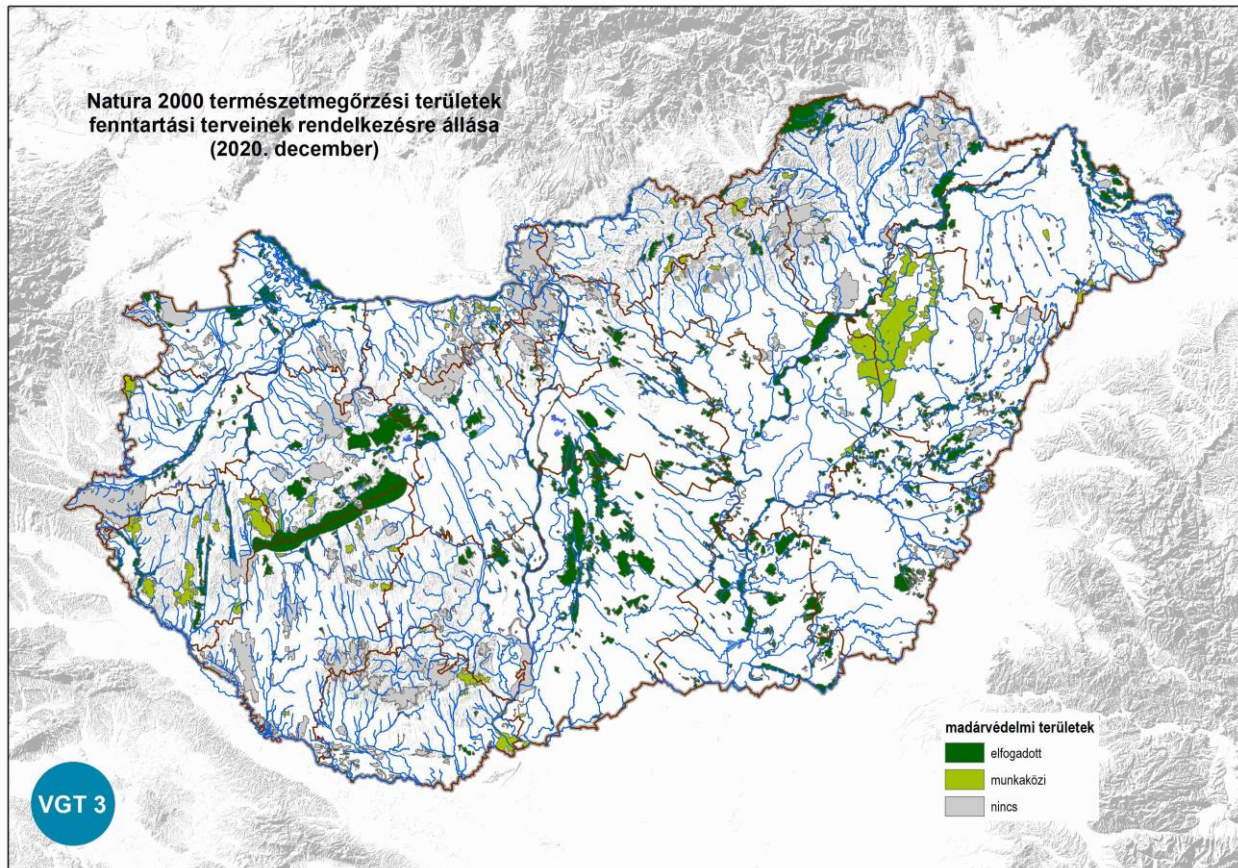 Natura 2000 természetmegőrzési területek
fenntartási terveinek rendelkezésre állása
(2020. december)
madárvédelmi területek
elfogadott
munkaközi
nincs
VGT 3